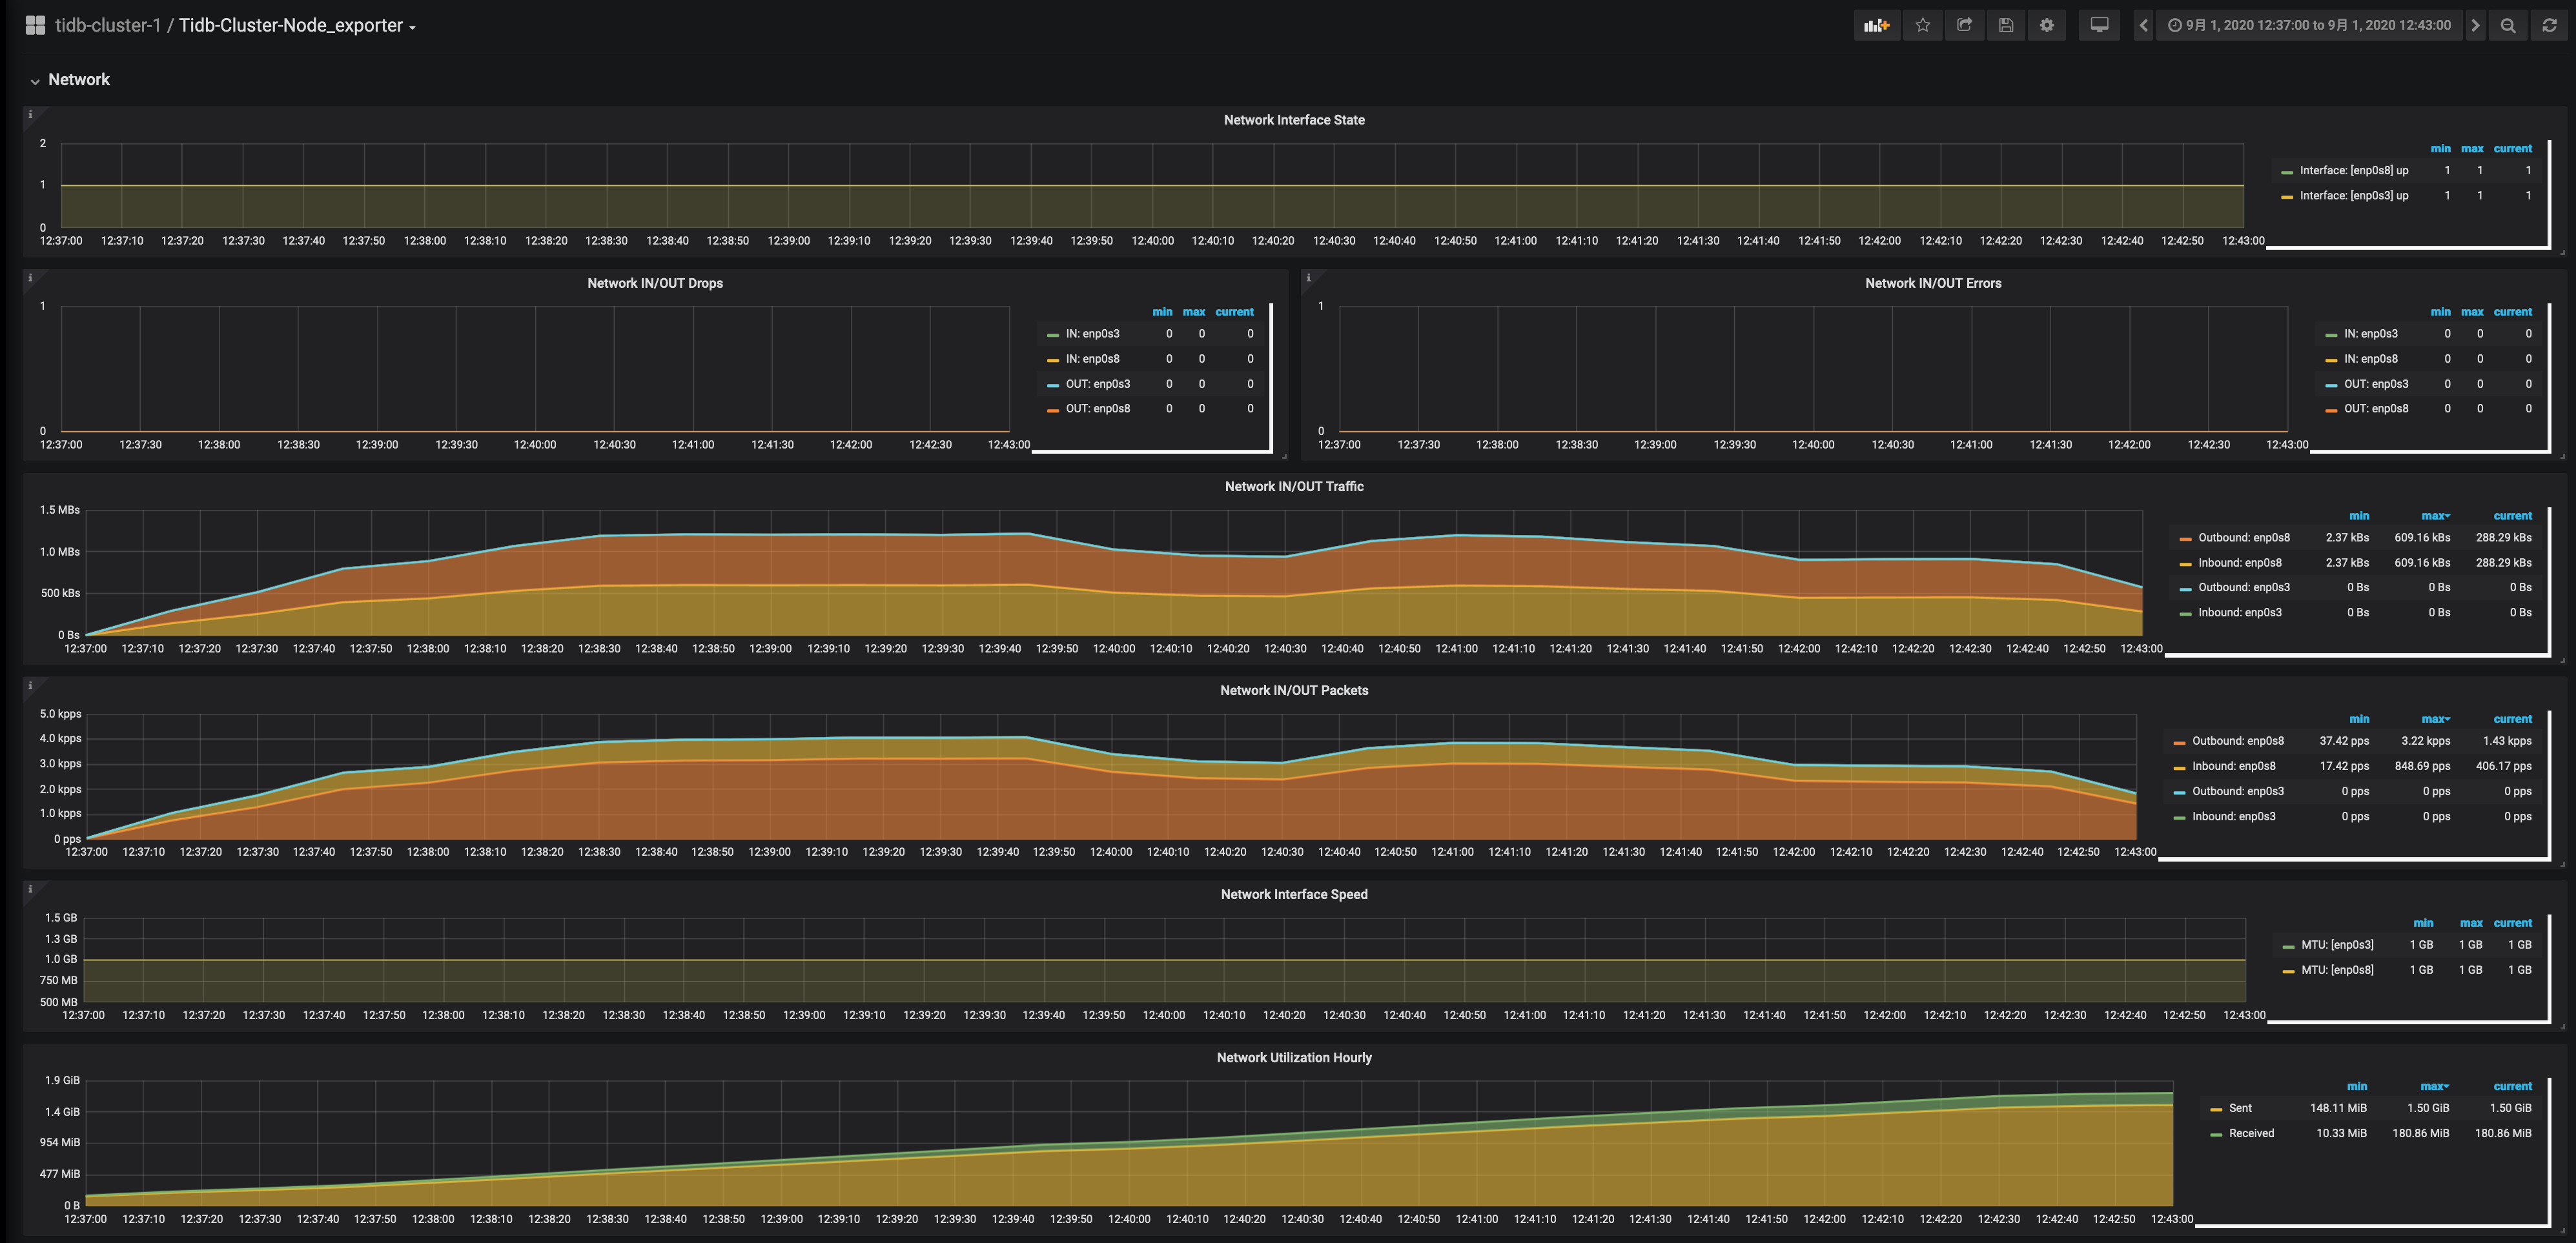 tidb-cluster-1 / Tidb-Cluster-Node_exporter
9月 1, 2020 12:37:00 to 9月 1, 2020 12:43:00
Network
Network Interface State
2
1
0
12:37:00 12:37:10 12:37:20 12:37:30 12:37:40 12:37:50 12:38:00 12:38:10 12:38:20 12:38:30 12:38:40 12:38:50 12:39:00 12:39:10 12:39:20 12:39:30 12:39:40 12:39:50 12:40:00 12:40:10 12:40:20 12:40:30 12:40:40 12:40:50 12:41:00 12:41:10 12:41:20 12:41:30 12:41:40 12:41:50 12:42:00 12:42:10 12:42:20 12:42:30 12:42:40 12:42:50 12:43:00
min max current
Interface: [enp0s8] up 1 1 1
Interface: [enp0s3] up 1 1 1
Network IN/OUT Drops
1
0
12:37:00 12:37:30 12:38:00 12:38:30 12:39:00 12:39:30 12:40:00 12:40:30 12:41:00 12:41:30 12:42:00 12:42:30 12:43:00
min max current
IN: enp0s3 0 0 0
IN: enp0s8 0 0 0
OUT: enp0s3 0 0 0
OUT: enp0s8 0 0 0
Network IN/OUT Errors
1
0
12:37:00 12:37:30 12:38:00 12:38:30 12:39:00 12:39:30 12:40:00 12:40:30 12:41:00 12:41:30 12:42:00 12:42:30 12:43:00
min max current
IN: enp0s3 0 0 0
IN: enp0s8 0 0 0
OUT: enp0s3 0 0 0
OUT: enp0s8 0 0 0
Network IN/OUT Traffic
1.5 MBs
1.0 MBs
500 kBs
0 Bs
12:37:00 12:37:10 12:37:20 12:37:30 12:37:40 12:37:50 12:38:00 12:38:10 12:38:20 12:38:30 12:38:40 12:38:50 12:39:00 12:39:10 12:39:20 12:39:30 12:39:40 12:39:50 12:40:00 12:40:10 12:40:20 12:40:30 12:40:40 12:40:50 12:41:00 12:41:10 12:41:20 12:41:30 12:41:40 12:41:50 12:42:00 12:42:10 12:42:20 12:42:30 12:42:40 12:42:50 12:43:00
min max current
Outbound: enp0s8 2.37 kBs 609.16 kBs 288.29 kBs
Inbound: enp0s8 2.37 kBs 609.16 kBs 288.29 kBs
Outbound: enp0s3 0 Bs 0 Bs 0 Bs
Inbound: enp0s3 0 Bs 0 Bs 0 Bs
Network IN/OUT Packets
5.0 kpps
4.0 kpps
3.0 kpps
2.0 kpps
1.0 kpps
0 pps
12:37:00 12:37:10 12:37:20 12:37:30 12:37:40 12:37:50 12:38:00 12:38:10 12:38:20 12:38:30 12:38:40 12:38:50 12:39:00 12:39:10 12:39:20 12:39:30 12:39:40 12:39:50 12:40:00 12:40:10 12:40:20 12:40:30 12:40:40 12:40:50 12:41:00 12:41:10 12:41:20 12:41:30 12:41:40 12:41:50 12:42:00 12:42:10 12:42:20 12:42:30 12:42:40 12:42:50 12:43:00
min max current
Outbound: enp0s8 37.42 pps 3.22 kpps 1.43 kpps
Inbound: enp0s8 17.42 pps 848.69 pps 406.17 pps
Outbound: enp0s3 0 pps 0 pps 0 pps
Inbound: enp0s3 0 pps 0 pps 0 pps
Network Interface Speed
1.5 GB
1.3 GB
1.0 GB
750 MB
500 MB
12:37:00 12:37:10 12:37:20 12:37:30 12:37:40 12:37:50 12:38:00 12:38:10 12:38:20 12:38:30 12:38:40 12:38:50 12:39:00 12:39:10 12:39:20 12:39:30 12:39:40 12:39:50 12:40:00 12:40:10 12:40:20 12:40:30 12:40:40 12:40:50 12:41:00 12:41:10 12:41:20 12:41:30 12:41:40 12:41:50 12:42:00 12:42:10 12:42:20 12:42:30 12:42:40 12:42:50 12:43:00
min max current
MTU: [enp0s3] 1 GB 1 GB 1 GB
MTU: [enp0s8] 1 GB 1 GB 1 GB
Network Utilization Hourly
1.9 GiB
1.4 GiB
954 MiB
477 MiB
0 B
12:37:00 12:37:10 12:37:20 12:37:30 12:37:40 12:37:50 12:38:00 12:38:10 12:38:20 12:38:30 12:38:40 12:38:50 12:39:00 12:39:10 12:39:20 12:39:30 12:39:40 12:39:50 12:40:00 12:40:10 12:40:20 12:40:30 12:40:40 12:40:50 12:41:00 12:41:10 12:41:20 12:41:30 12:41:40 12:41:50 12:42:00 12:42:10 12:42:20 12:42:30 12:42:40 12:42:50 12:43:00
min max current
Sent 148.11 MiB 1.50 GiB 1.50 GiB
Received 10.33 MiB 180.86 MiB 180.86 MiB